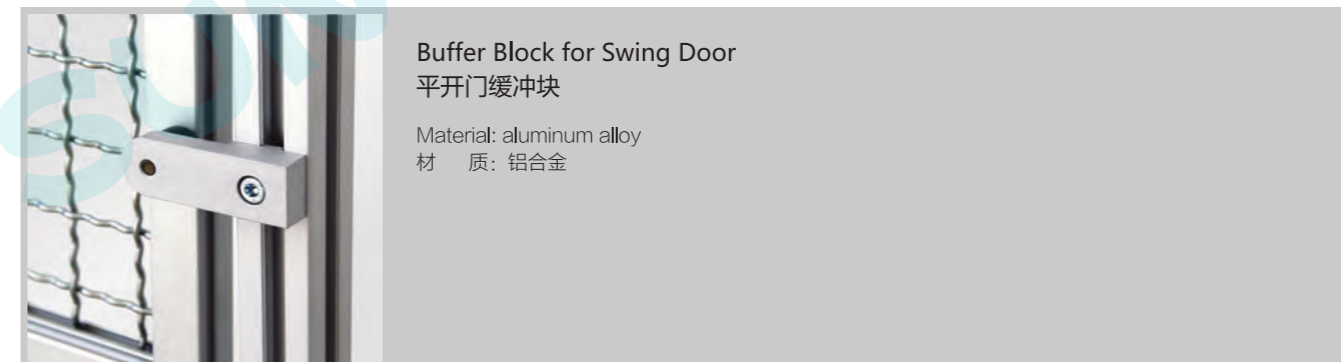 SUN
Buffer Block for Swing Door
平开门缓冲块
Material: aluminum alloy
材 质：铝合金